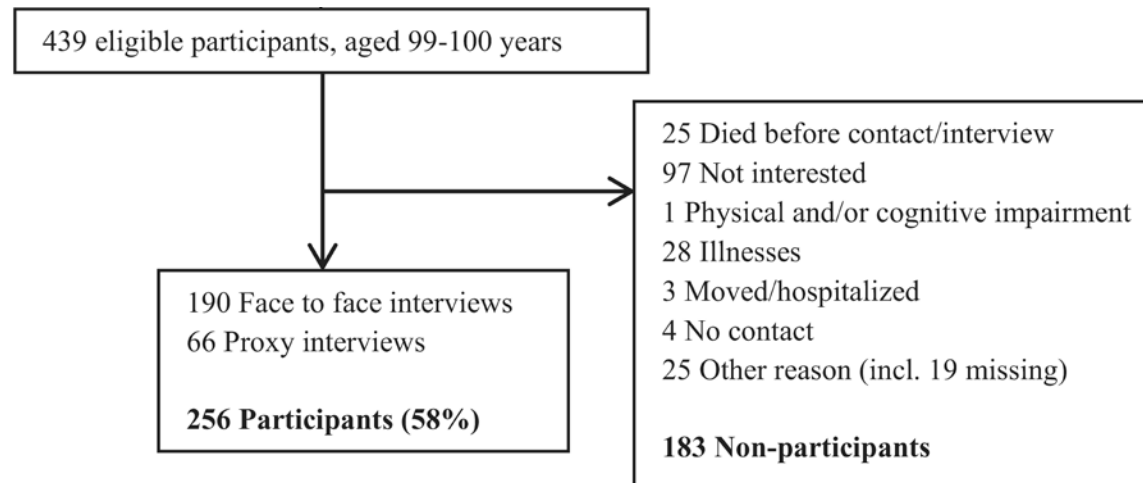 439 eligible participants, aged 99-100 years
25 Died before contact/interview
97 Not interested
1 Physical and/or cognitive impairment
28 Illnesses
3 Moved/hospitalized
4 No contact
25 Other reason (incl. 19 missing)
183 Non-participants
190 Face to face interviews
66 Proxy interviews
256 Participants (58%)